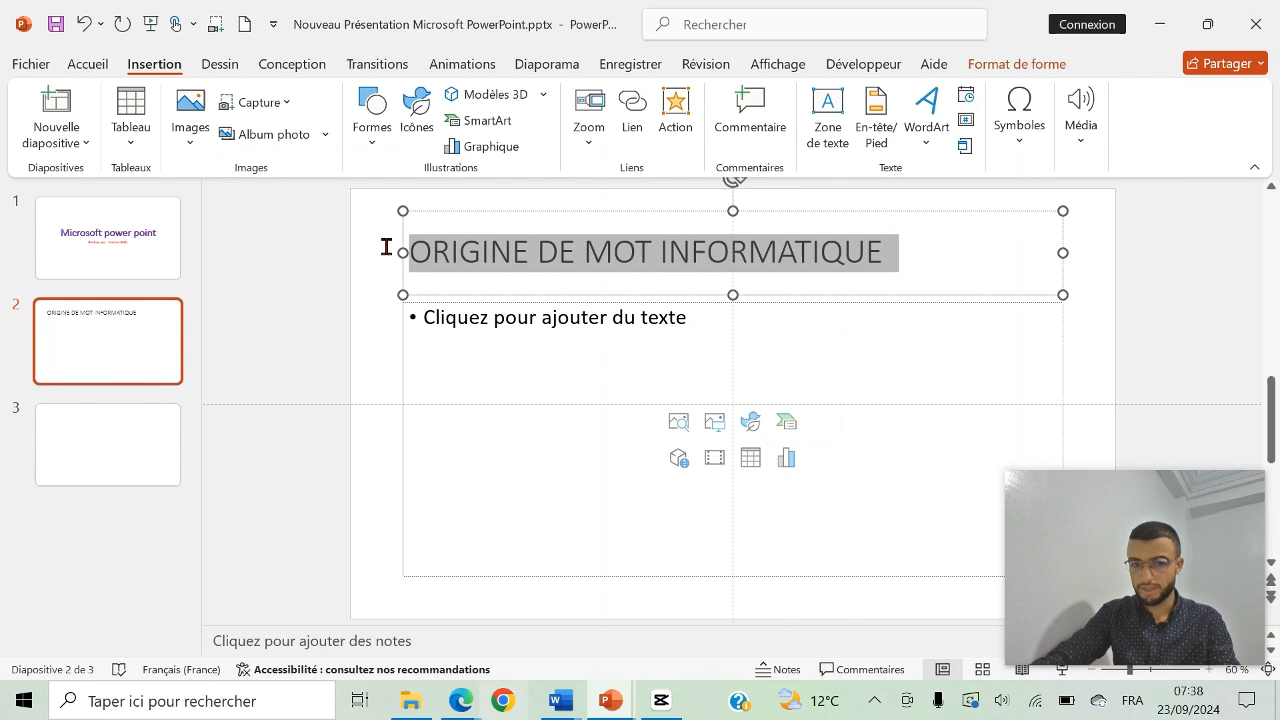 Nouveau Présentation Microsoft PowerPoint.pptx - PowerP...
Rechercher
Connexion
Fichier Accueil Insertion Dessin Conception Transitions Animations Diaporama Enregistrer Révision Affichage Développeur Aide Format de forme Partager
Nouvelle diapositive
Diapositives
Tableau
Tableaux
Images
Capture
Album photo
Images
Formes
Icônes
Modèles 3D
SmartArt
Graphique
Illustrations
Zoom
Lien
Action
Liens
Commentaire
Commentaires
Zone de texte
En-tête/ Pied
WordArt
Texte
Symboles
Média
1
Microsoft power point
2
ORIGINE DE MOT INFORMATIQUE
3
ORIGINE DE MOT INFORMATIQUE
• Cliquez pour ajouter du texte
Cliquez pour ajouter des notes
Diapositive 2 de 3
Français (France)
Accessibilité : consultez nos recommandations
Notes
Commentaires
60 %
Taper ici pour rechercher
12°C
FRA
07:38
23/09/2024